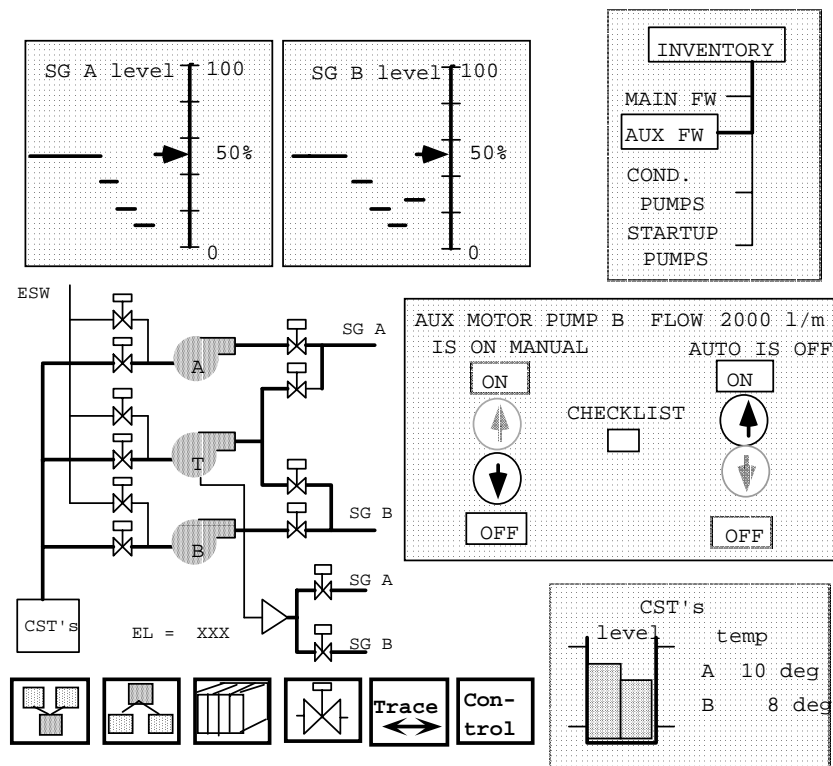 SG A level 100
50%
0
SG B level 100
50%
0
INVENTORY
MAIN FW
AUX FW
COND.
PUMPS
STARTUP
PUMPS
ESW
A
SG A
T
B
SG B
SG A
SG B
CST's
EL = XXX
AUX MOTOR PUMP B FLOW 2000 l/m
IS ON MANUAL AUTO IS OFF
ON
ON
CHECKLIST
OFF
OFF
CST's
level temp
A 10 deg
B 8 deg
Trace
Con-
trol